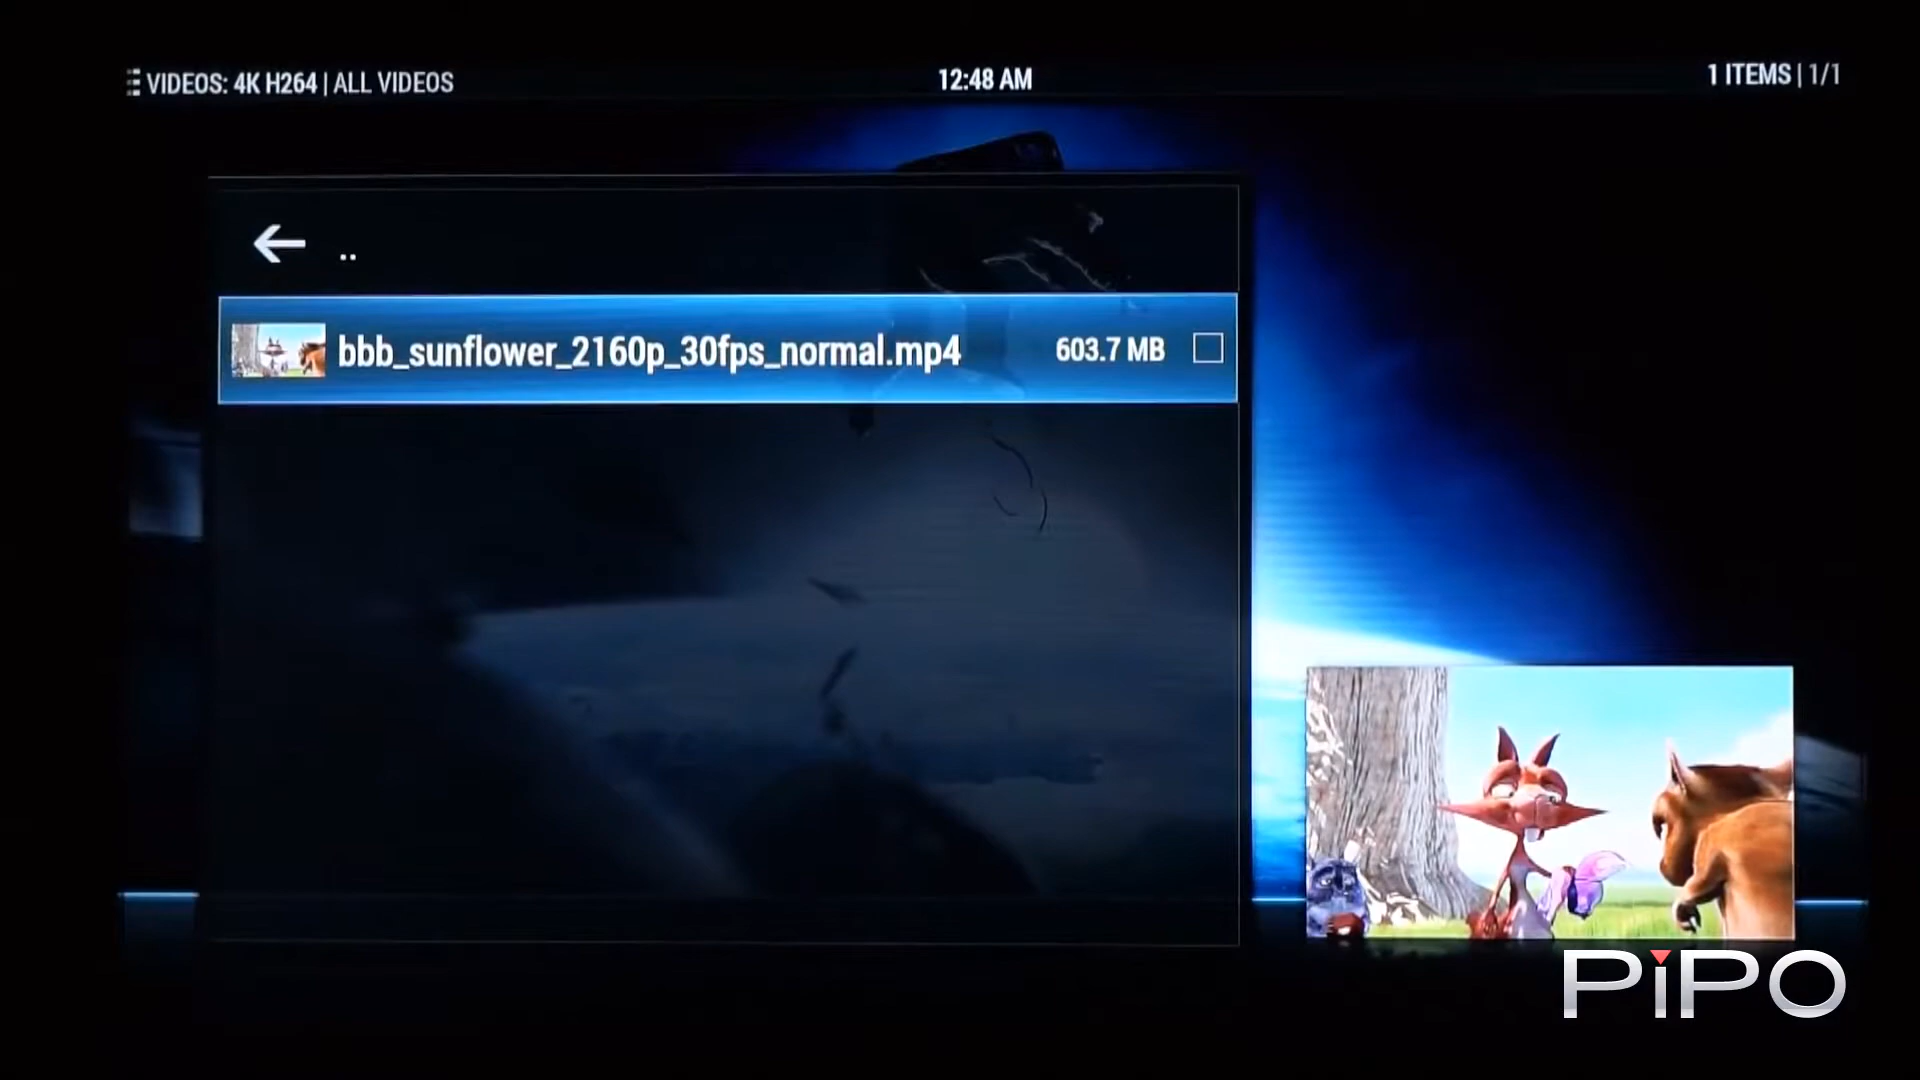 VIDEOS: 4K H264 | ALL VIDEOS
12:48 AM
1 ITEMS | 1/1
..
bbb_sunflower_2160p_30fps_normal.mp4
603.7 MB
PiPO